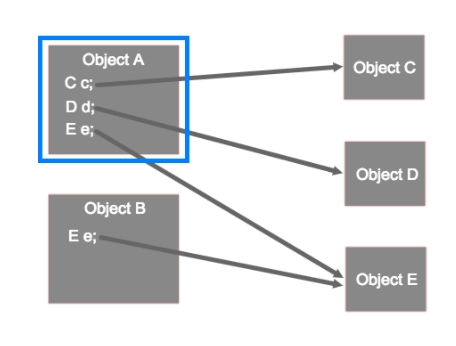 Object A
C c;
D d;
E e;
Object B
E e;
Object C
Object D
Object E